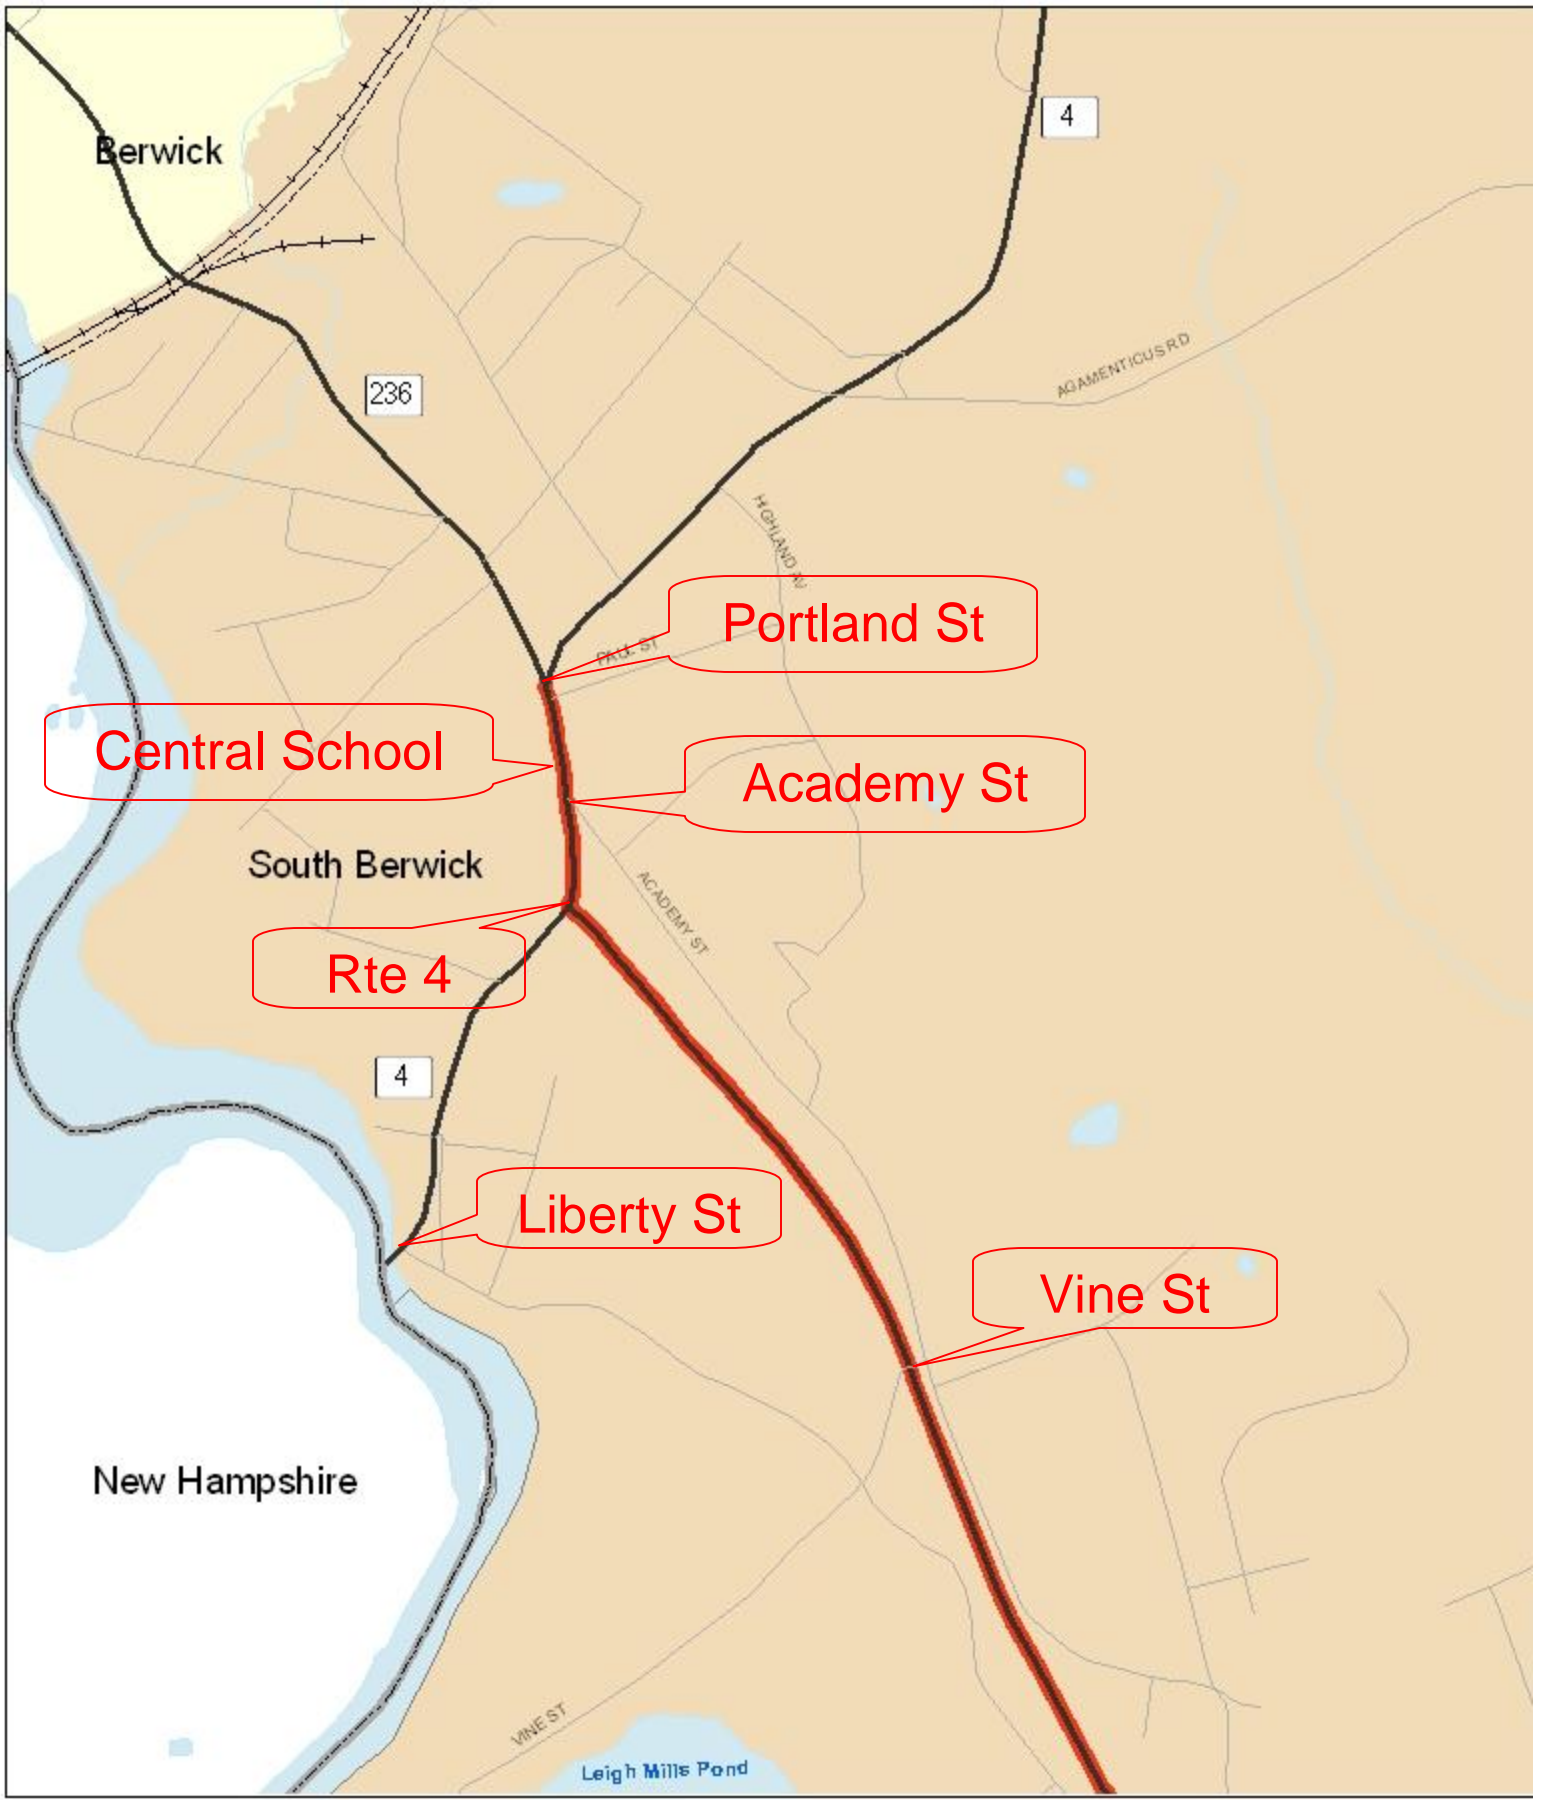 4
Berwick
AGAMENTICUS RD
236
HIGHLAND AV
Portland St
PAUL ST
Central School
Academy St
South Berwick
ACADEMY ST
Rte 4
4
Liberty St
Vine St
New Hampshire
VINE ST
Leigh Mills Pond